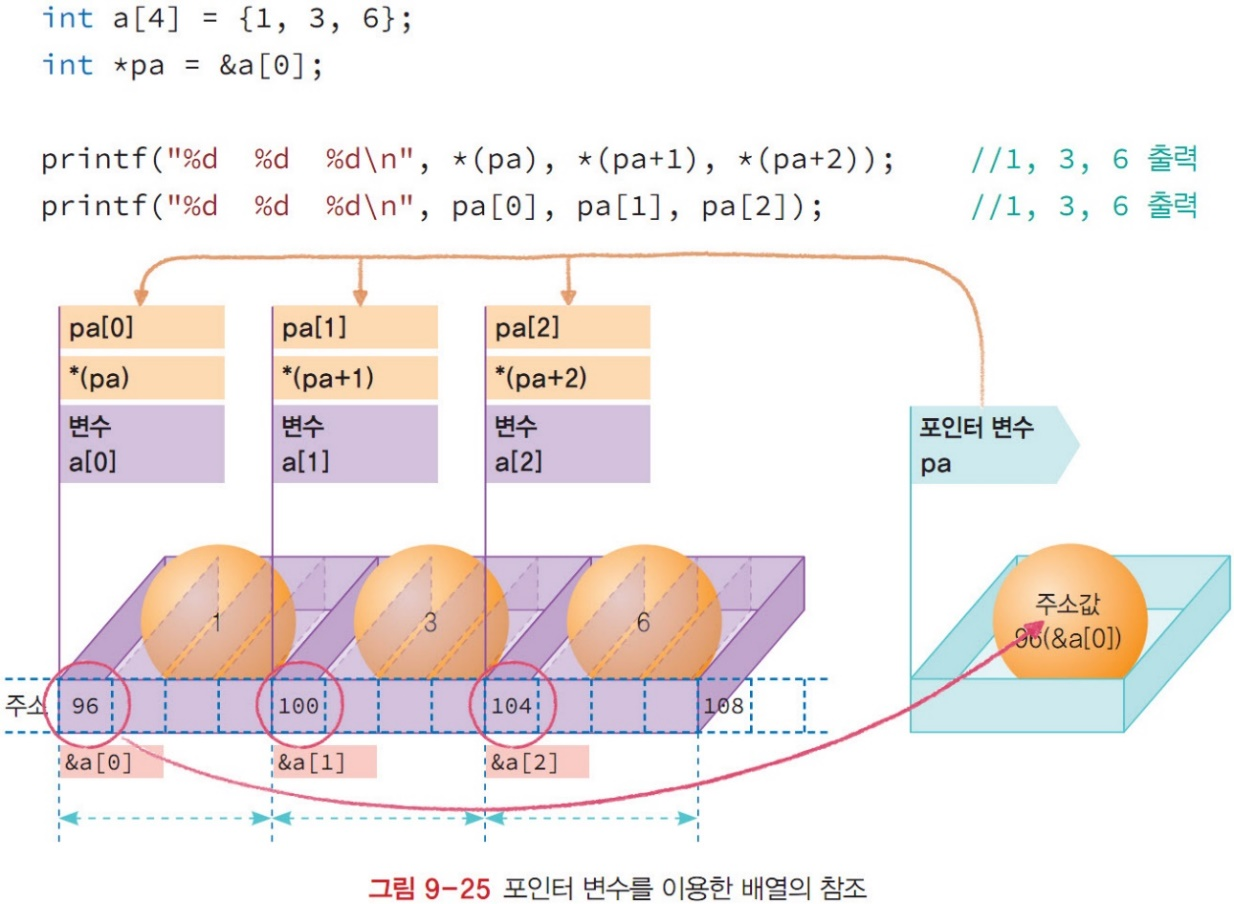 int a[4] = {1, 3, 6};
int *pa = &a[0];
printf("%d  %d  %d\n", *(pa), *(pa+1), *(pa+2));    //1, 3, 6 출력
printf("%d  %d  %d\n", pa[0], pa[1], pa[2]);    //1, 3, 6 출력
pa[0] pa[1] pa[2]
*(pa) *(pa+1) *(pa+2)
변수 변수 변수 포인터 변수
a[0] a[1] a[2] pa
주소값
1 3 6 96(&a[0])
주소 96 100 104 108
&a[0] &a[1] &a[2]
그림 9-25 포인터 변수를 이용한 배열의 참조